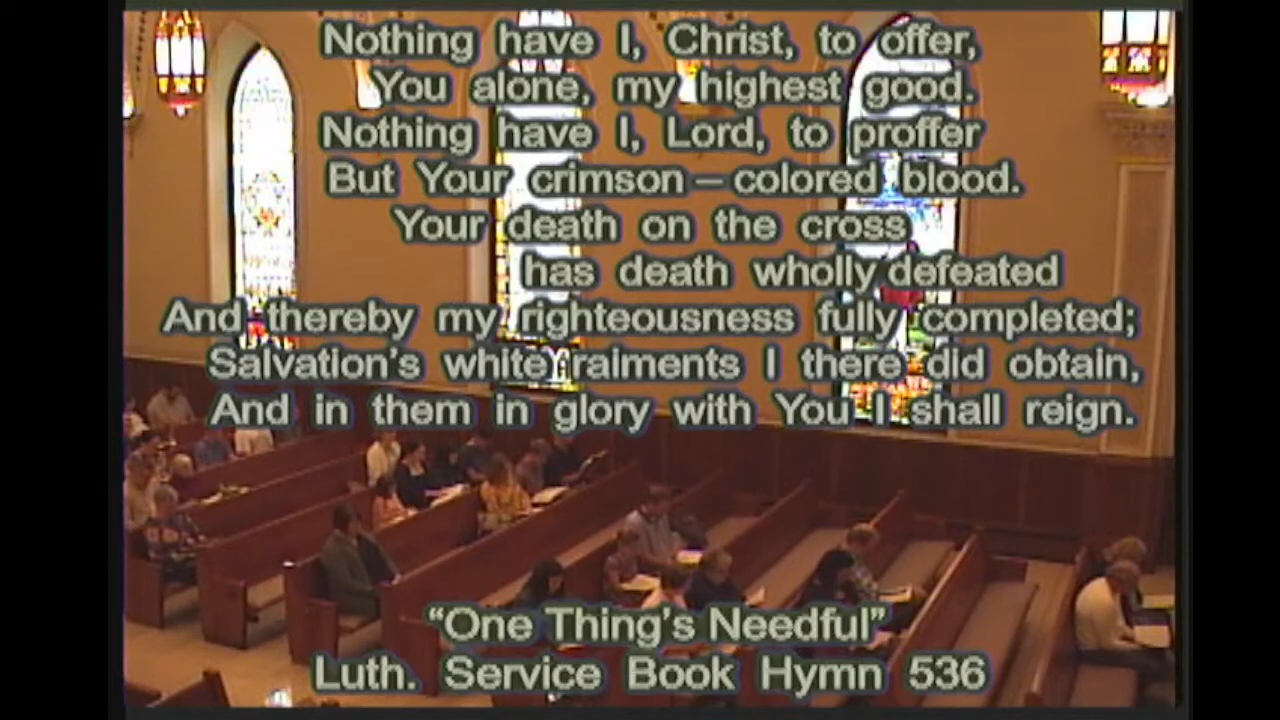 Nothing have I, Christ, to offer,
You alone, my highest good.
Nothing have I, Lord, to proffer
But Your crimson – colored blood.
Your death on the cross
has death wholly defeated
And thereby my righteousness fully completed;
Salvation's white raiments I there did obtain,
And in them in glory with You I shall reign.
“One Thing's Needful”
Luth. Service Book Hymn 536